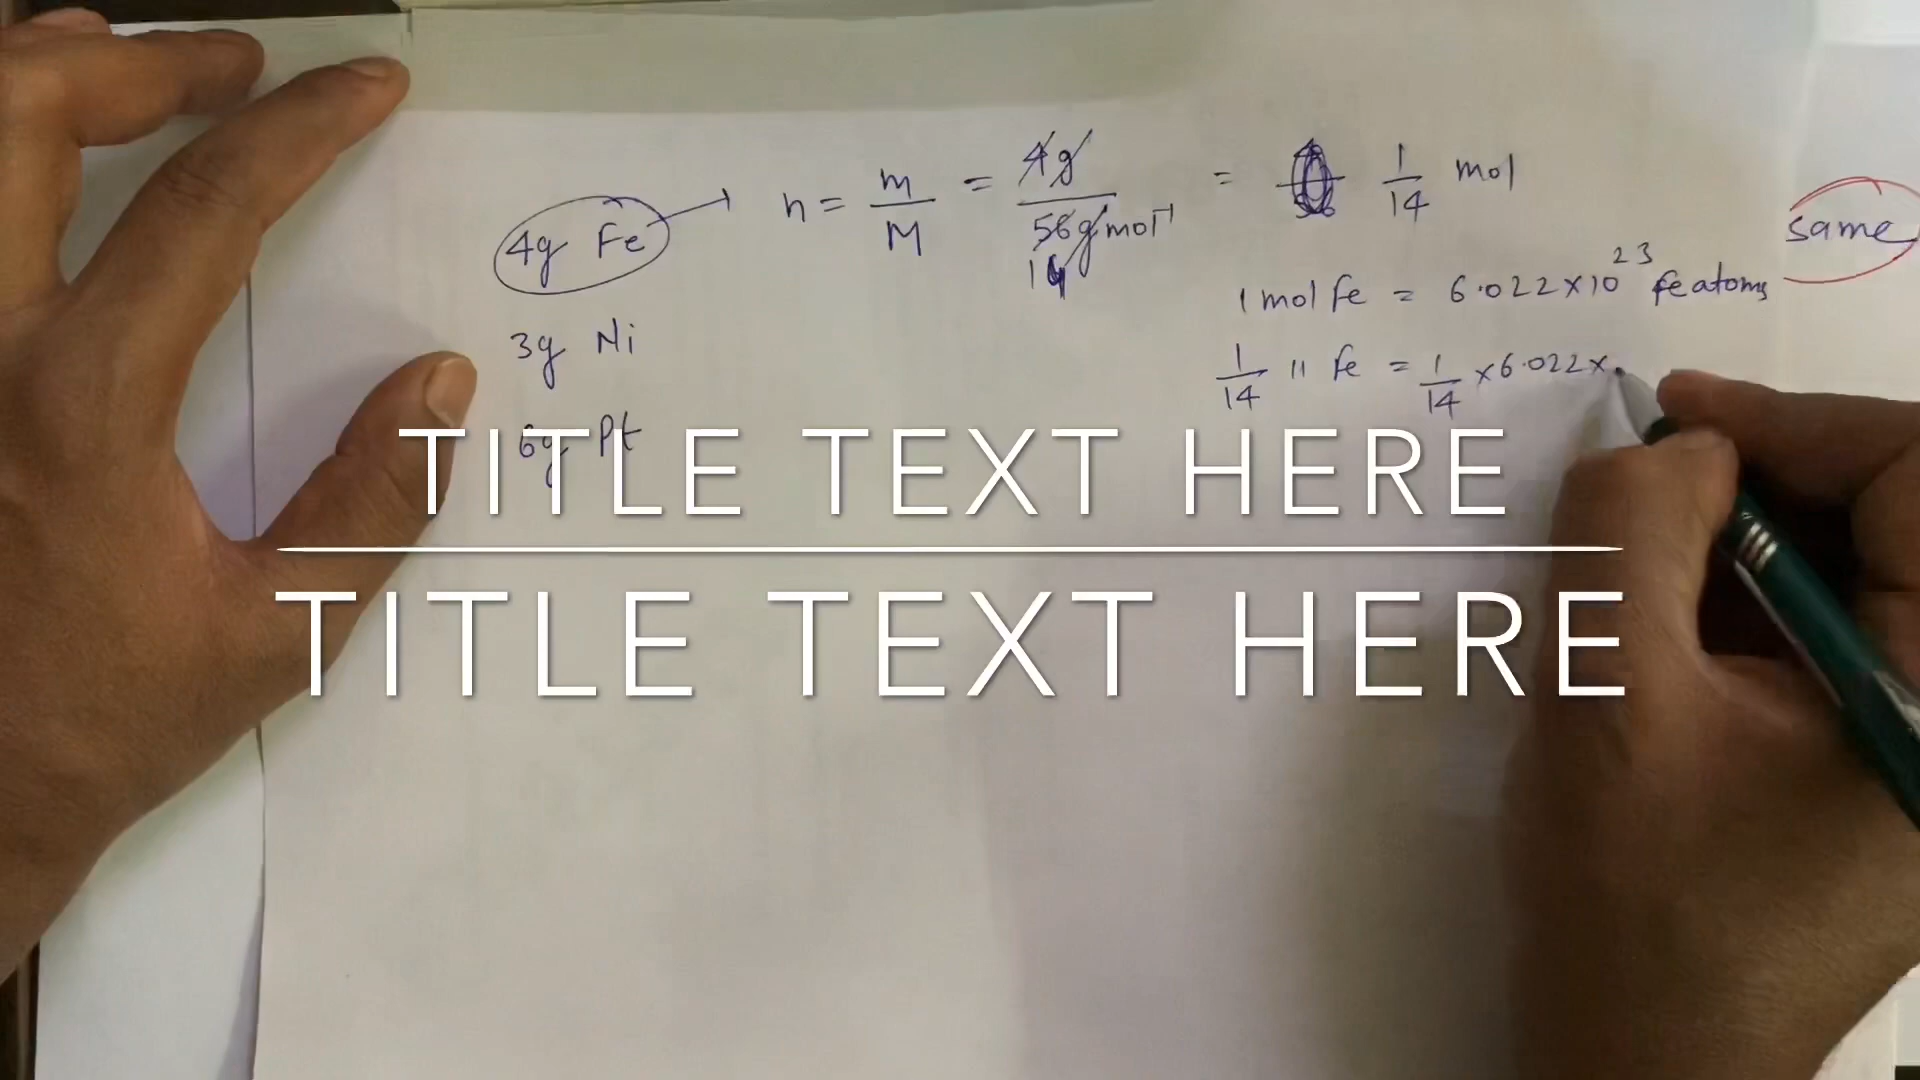 4g Fe → n = m/M = 4g/56g mol⁻¹ = 1/14 mol
14
same
1 mol Fe = 6.022×10²³ Fe atoms
3g Ni
1/14 〃 Fe = 1/14 ×6.022×
6g Pt
TITLE TEXT HERE
TITLE TEXT HERE